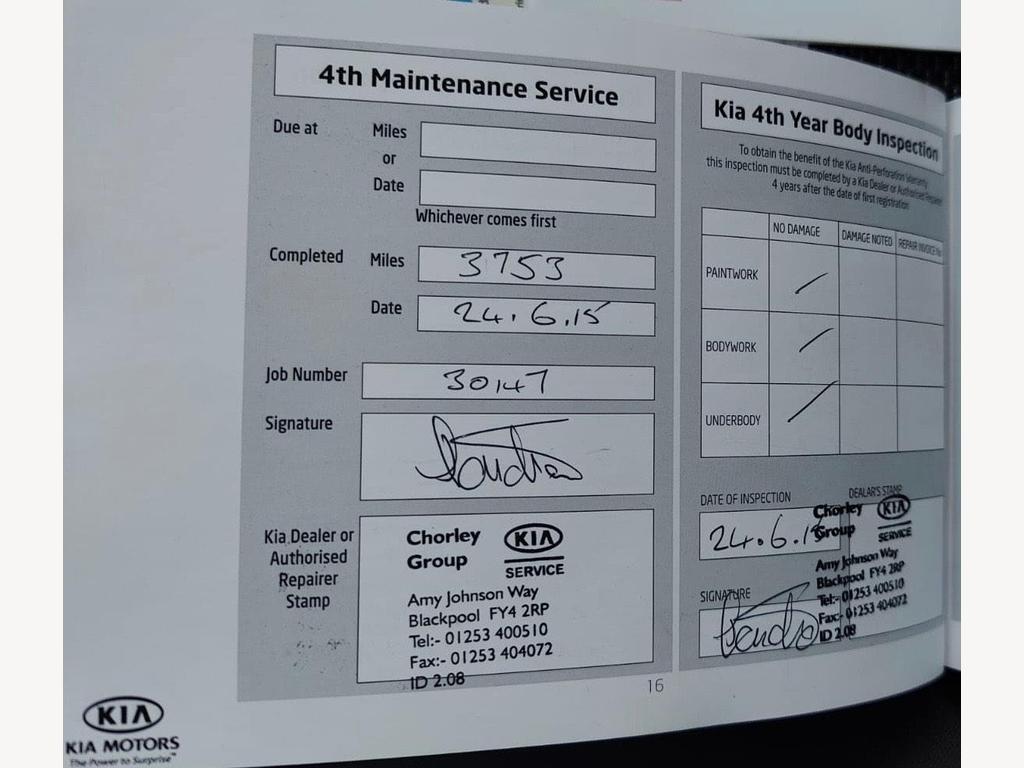 4th Maintenance Service
Due at Miles
or
Date
Whichever comes first
Completed Miles 3753
Date 24.6.15
Job Number 30147
Signature
Kia Dealer or
Authorised
Repairer
Stamp
Chorley
Group
KIA
SERVICE
Amy Johnson Way
Blackpool FY4 2RP
Tel:- 01253 400510
Fax:- 01253 404072
ID 2.08
16
KIA
KIA MOTORS
The Power to Surprise™
Kia 4th Year Body Inspection
To obtain the benefit of the Kia Anti-Perforation Warranty
this inspection must be completed by a Kia Dealer or Authorised Repairer
4 years after the date of first registration
NO DAMAGE DAMAGE NOTED REPAIR INVOICE No
PAINTWORK
BODYWORK
UNDERBODY
DATE OF INSPECTION
24.6.15
DEALAR'S STAMP
Chorley
Group
KIA
SERVICE
Amy Johnson Way
Blackpool FY4 2RP
Tel:- 01253 400510
Fax:- 01253 404072
ID 2.08
SIGNATURE